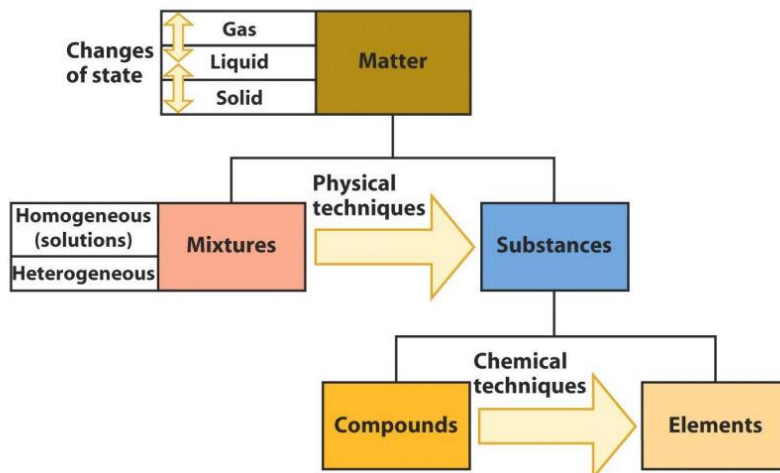 Changes
of state
Gas
Liquid
Solid
Matter
Physical
techniques
Homogeneous
(solutions)
Heterogeneous
Mixtures
Substances
Chemical
techniques
Compounds
Elements